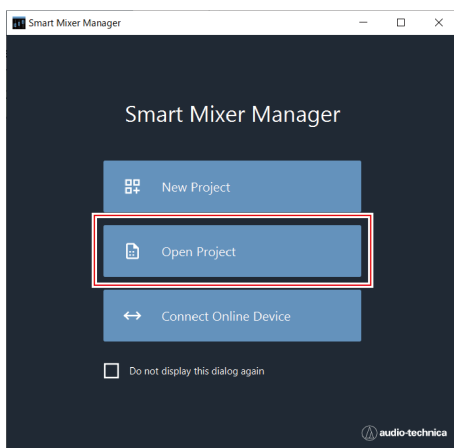 Smart Mixer Manager
Smart Mixer Manager
New Project
Open Project
Connect Online Device
Do not display this dialog again
audio-technica